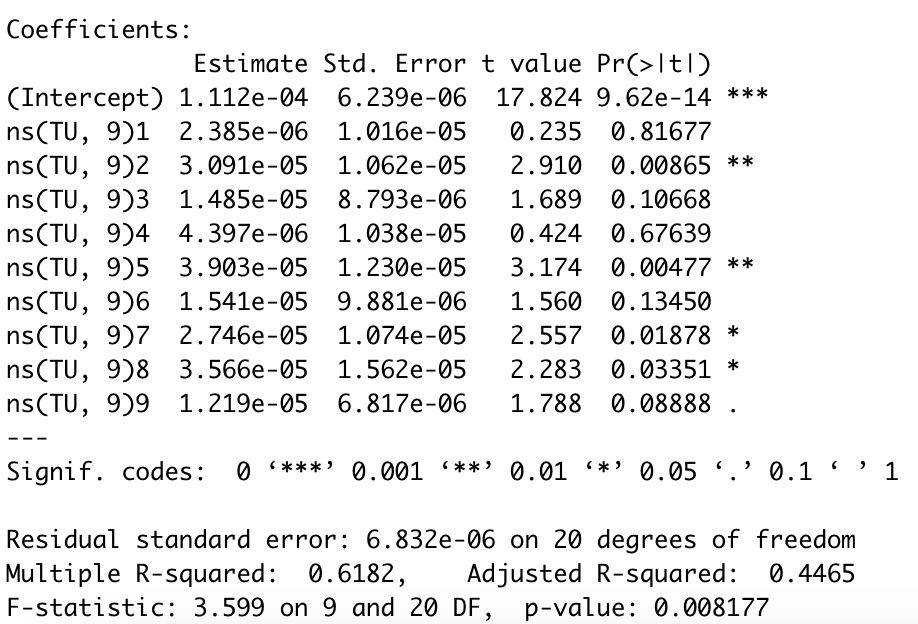 Coefficients:
Estimate Std. Error t value Pr(>|t|)
(Intercept) 1.112e-04 6.239e-06 17.824 9.62e-14 ***
ns(TU, 9)1 2.385e-06 1.016e-05 0.235 0.81677
ns(TU, 9)2 3.091e-05 1.062e-05 2.910 0.00865 **
ns(TU, 9)3 1.485e-05 8.793e-06 1.689 0.10668
ns(TU, 9)4 4.397e-06 1.038e-05 0.424 0.67639
ns(TU, 9)5 3.903e-05 1.230e-05 3.174 0.00477 **
ns(TU, 9)6 1.541e-05 9.881e-06 1.560 0.13450
ns(TU, 9)7 2.746e-05 1.074e-05 2.557 0.01878 *
ns(TU, 9)8 3.566e-05 1.562e-05 2.283 0.03351 *
ns(TU, 9)9 1.219e-05 6.817e-06 1.788 0.08888 .
---
Signif. codes: 0 ‘***’ 0.001 ‘**’ 0.01 ‘*’ 0.05 ‘.’ 0.1 ‘ ’ 1
Residual standard error: 6.832e-06 on 20 degrees of freedom
Multiple R-squared: 0.6182, Adjusted R-squared: 0.4465
F-statistic: 3.599 on 9 and 20 DF, p-value: 0.008177